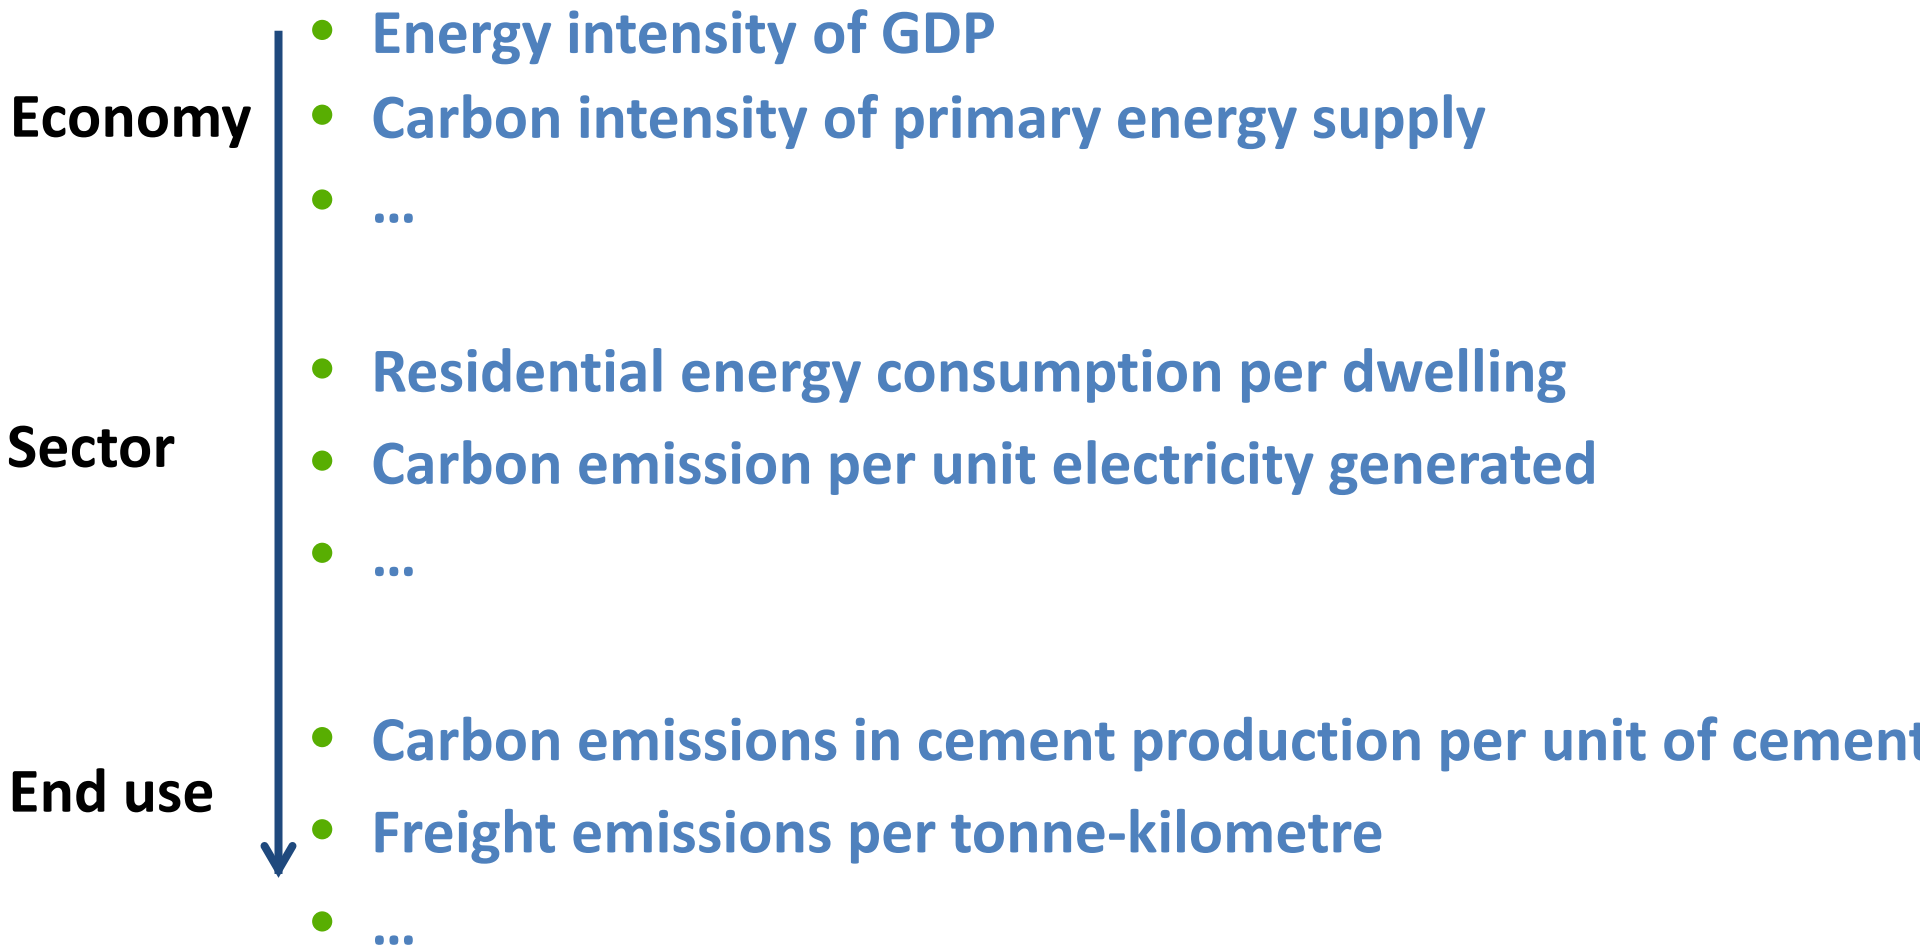 Economy
• Energy intensity of GDP
• Carbon intensity of primary energy supply
• ...
Sector
• Residential energy consumption per dwelling
• Carbon emission per unit electricity generated
• ...
End use
• Carbon emissions in cement production per unit of cement
• Freight emissions per tonne-kilometre
• ...